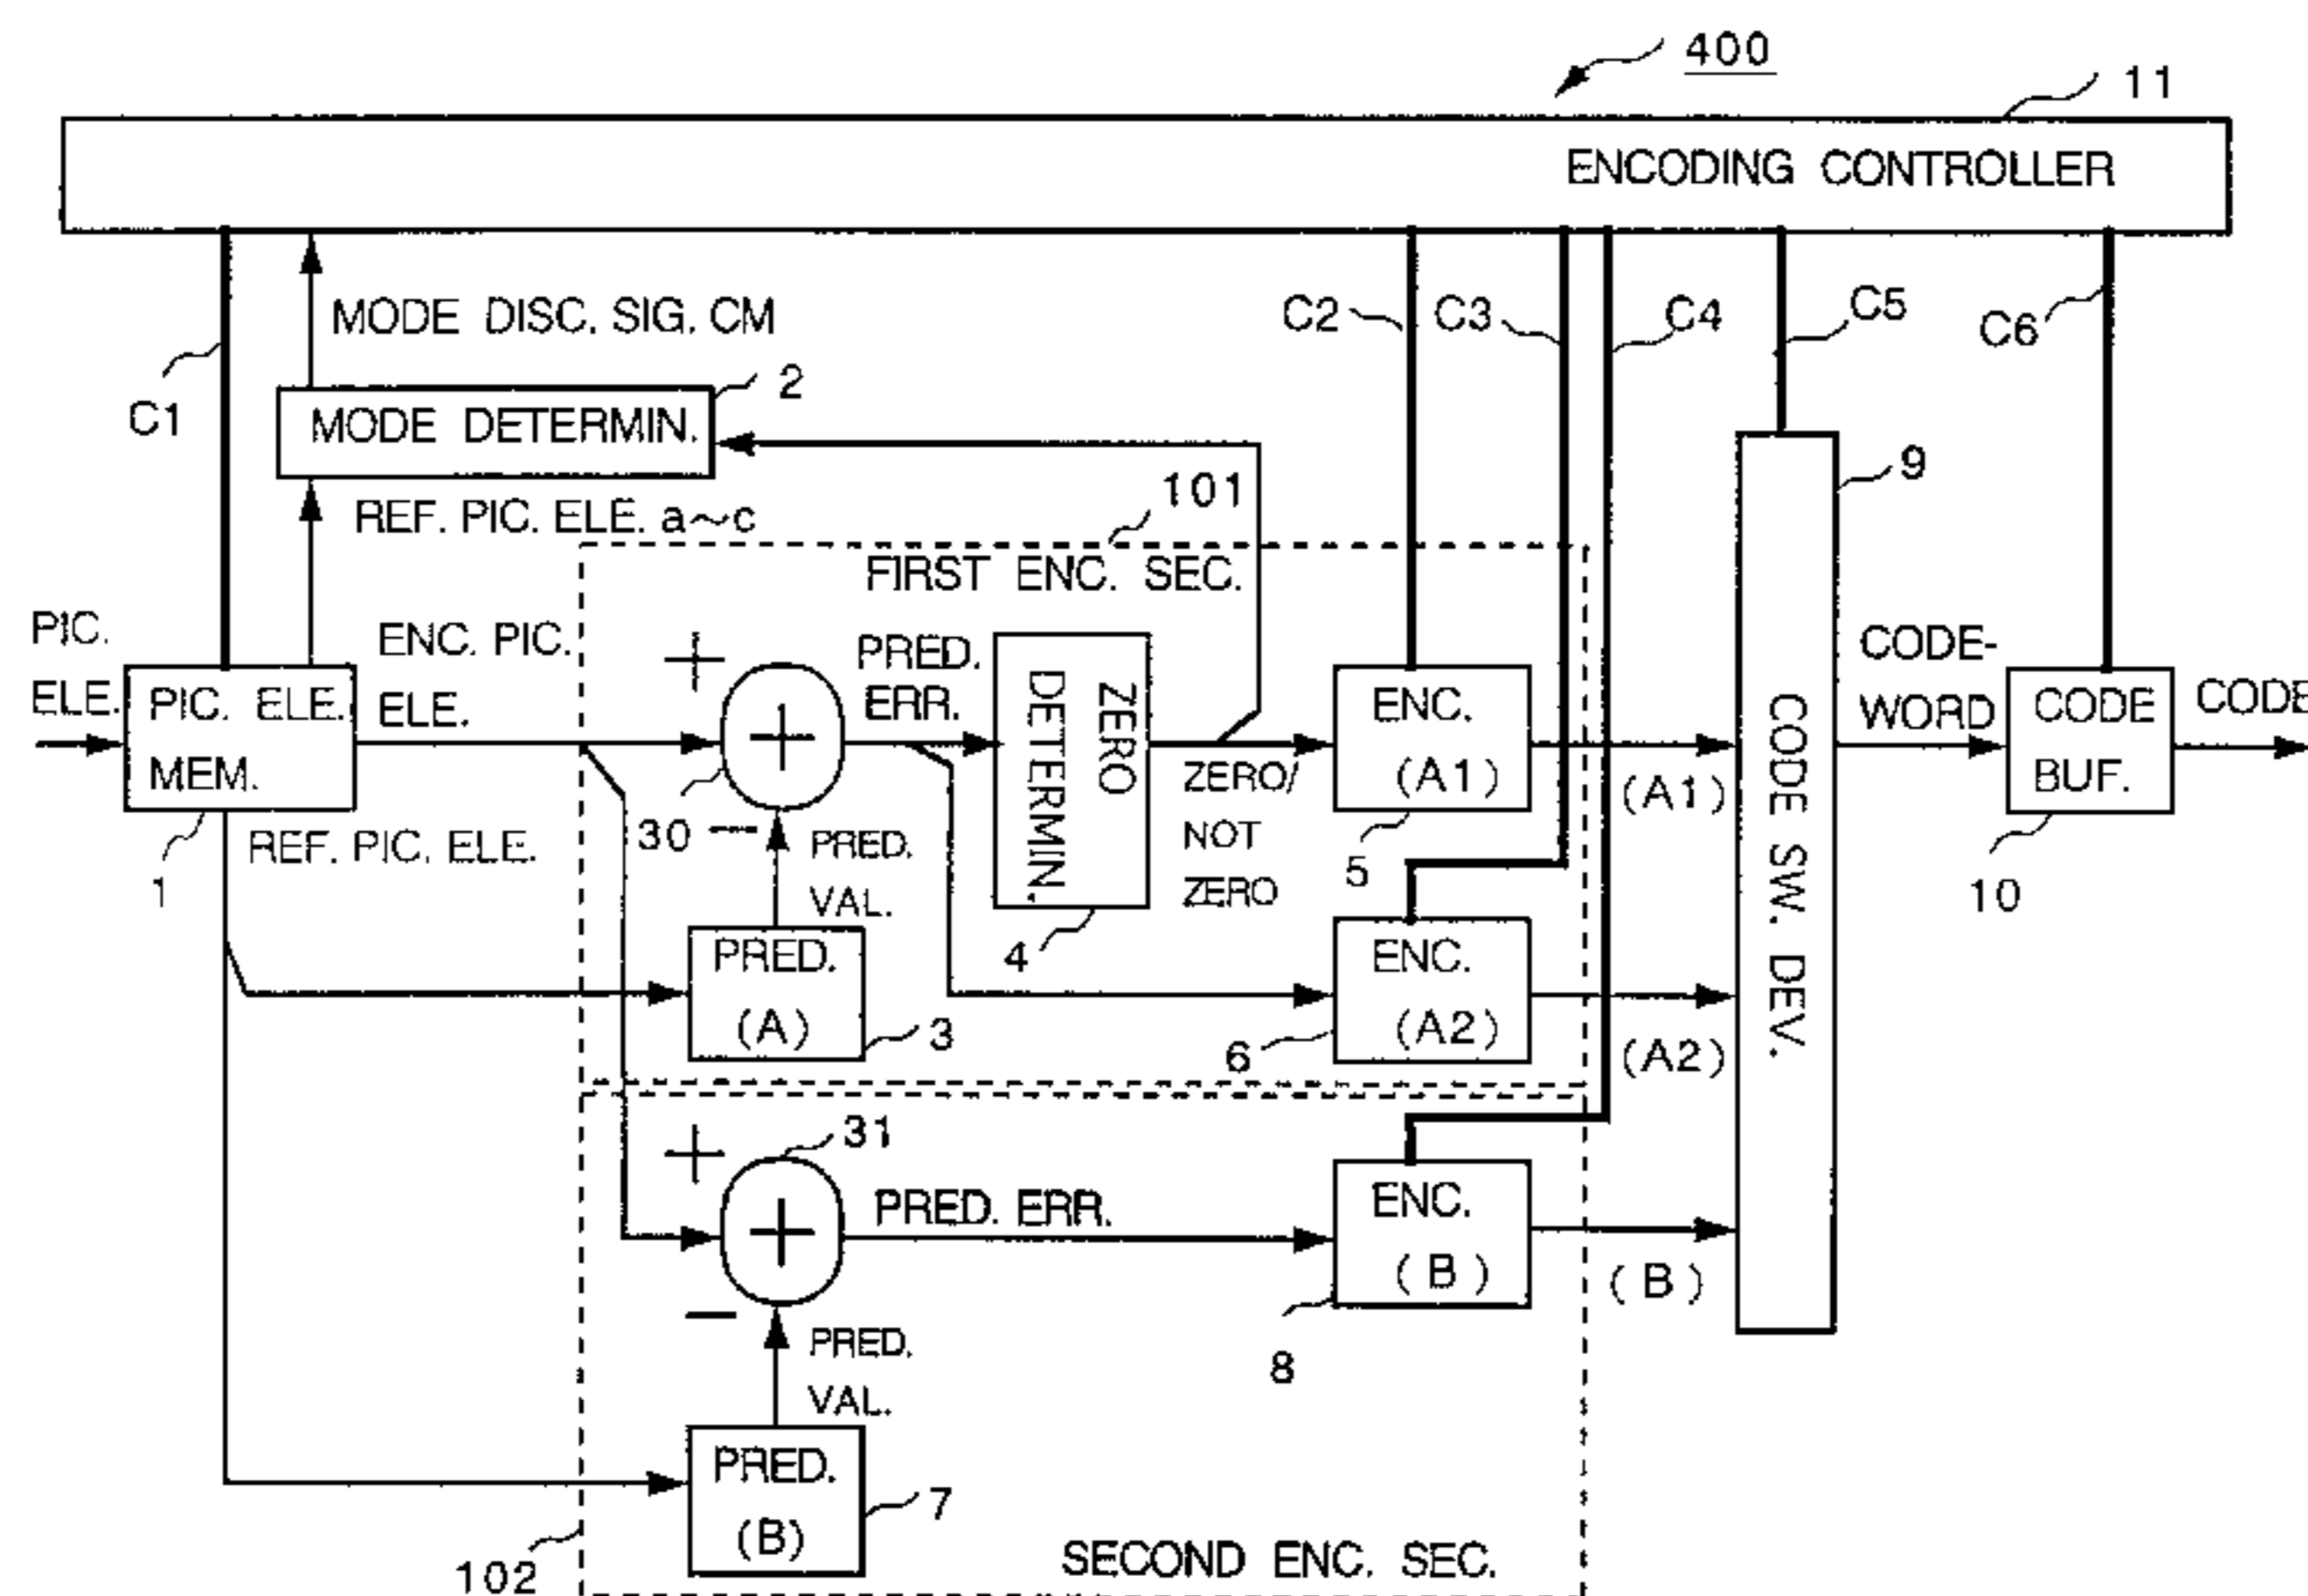 400
11
ENCODING CONTROLLER
MODE DISC. SIG. CM
C1
C2
C3
C4
C5
C6
2
MODE DETERMIN.
REF. PIC. ELE. a~c
101
9
FIRST ENC. SEC.
PIC.
ELE.
PIC. ELE.
MEM.
1
ENC. PIC.
ELE.
REF. PIC. ELE.
+
+
30
−
PRED.
ERR.
PRED.
VAL.
PRED.
(A)
3
ZERO
DETERMIN.
4
ZERO/
NOT
ZERO
ENC.
(A1)
5
(A1)
ENC.
(A2)
6
(A2)
CODE SW. DEV.
CODE-
WORD
CODE
BUF.
10
CODE
+
31
+
−
PRED. ERR.
PRED.
VAL.
PRED.
(B)
7
ENC.
(B)
8
(B)
102
SECOND ENC. SEC.